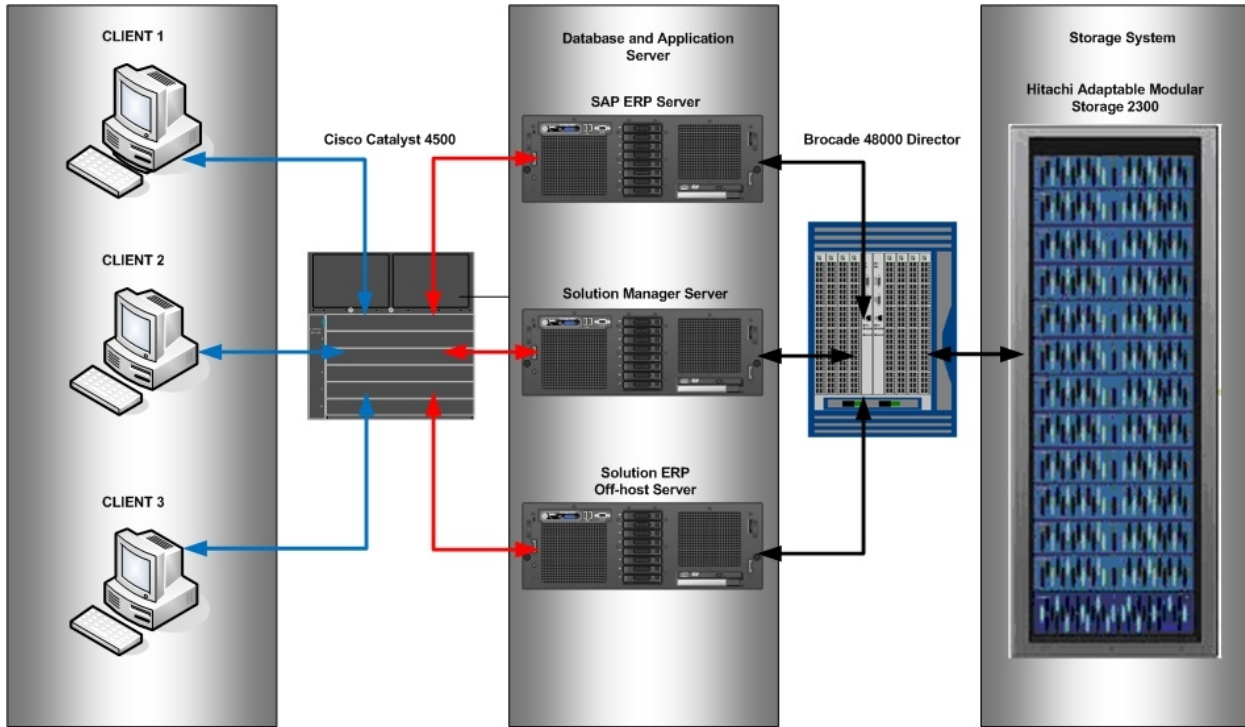 CLIENT 1
CLIENT 2
CLIENT 3
Cisco Catalyst 4500
Database and Application
Server
SAP ERP Server
Solution Manager Server
Solution ERP
Off-host Server
Brocade 48000 Director
Storage System
Hitachi Adaptable Modular
Storage 2300